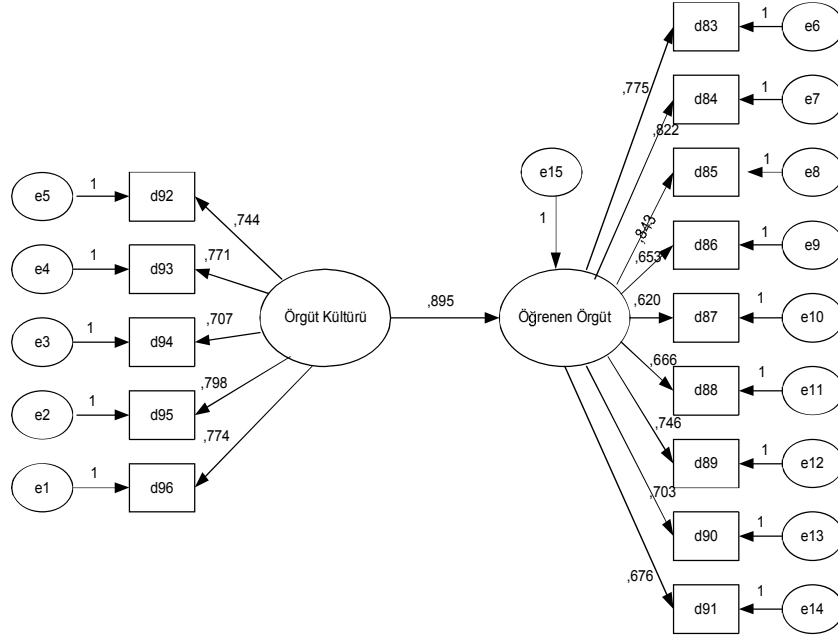 d83
1
e6
,775
d84
1
e7
,822
e15
d85
1
e8
e5
1
d92
,843
,744
1
d86
1
e9
,653
e4
1
d93
,771
Örgüt Kültürü
,895
Öğrenen Örgüt
,620
d87
1
e10
e3
1
d94
,707
,666
d88
1
e11
e2
1
d95
,798
,746
d89
1
e12
e1
1
d96
,774
,703
d90
1
e13
,676
d91
1
e14